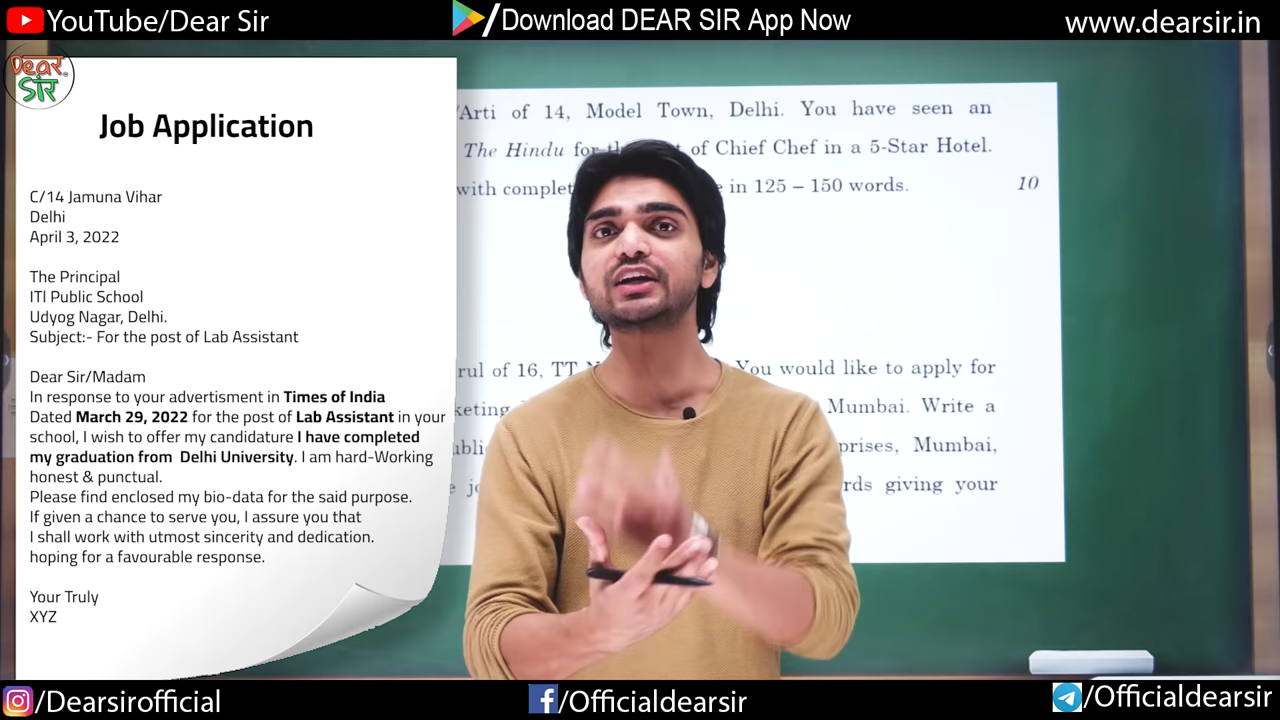 YouTube/Dear Sir
/Download DEAR SIR App Now
www.dearsir.in
Dear
Sir
Job Application
C/14 Jamuna Vihar
Delhi
April 3, 2022
The Principal
ITI Public School
Udyog Nagar, Delhi.
Subject:- For the post of Lab Assistant
Dear Sir/Madam
In response to your advertisment in Times of India
Dated March 29, 2022 for the post of Lab Assistant in your
school, I wish to offer my candidature I have completed
my graduation from Delhi University. I am hard-Working
honest & punctual.
Please find enclosed my bio-data for the said purpose.
If given a chance to serve you, I assure you that
I shall work with utmost sincerity and dedication.
hoping for a favourable response.
Your Truly
XYZ
/Arti of 14, Model Town, Delhi. You have seen an
The Hindu for of Chief Chef in a 5-Star Hotel.
with in 125 – 150 words. 10
of 16, TT You would like to apply for
Mumbai. Write a
Mumbai,
giving your
/Dearsirofficial
/Officialdearsir
/Officialdearsir